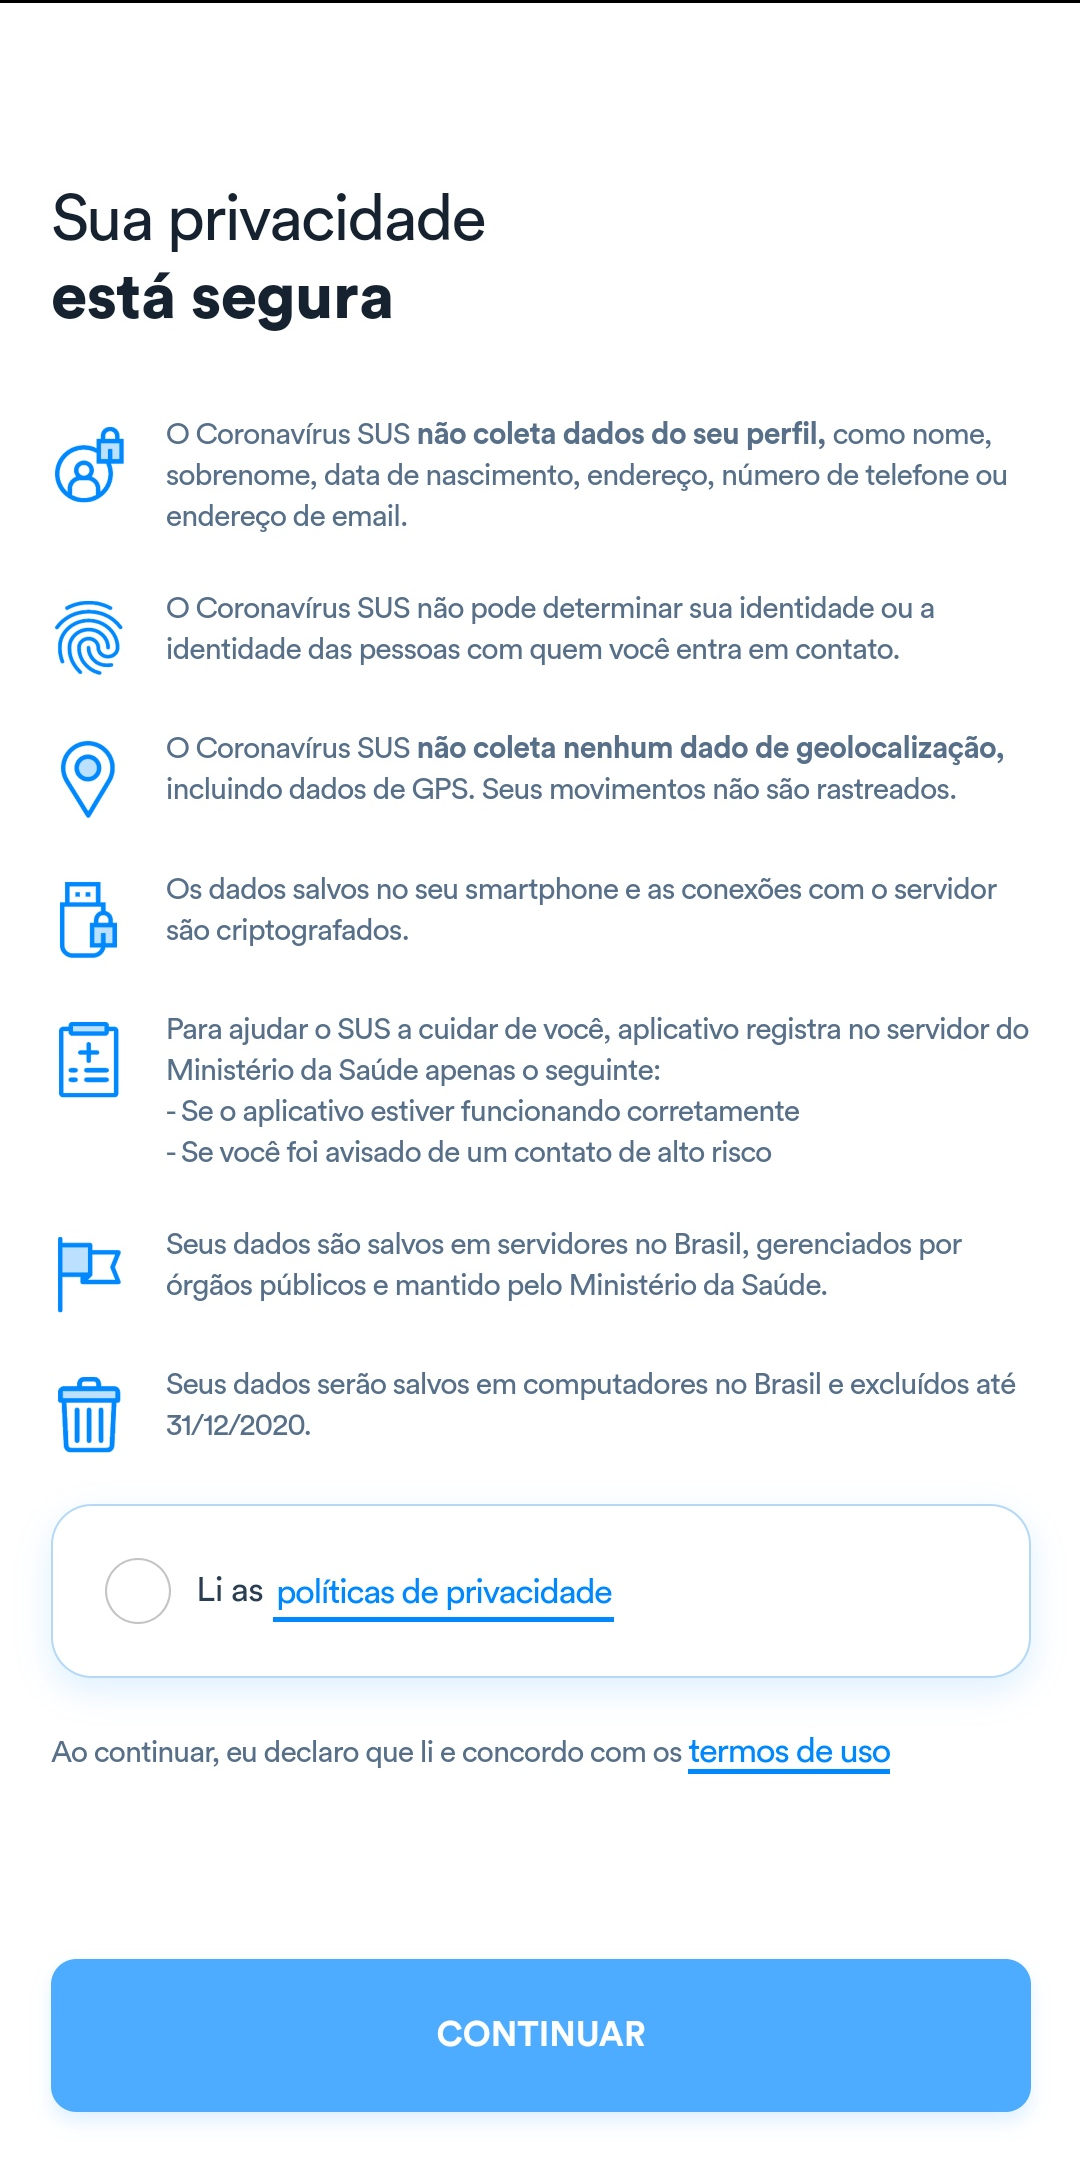 Sua privacidade
está segura
O Coronavírus SUS não coleta dados do seu perfil, como nome,
sobrenome, data de nascimento, endereço, número de telefone ou
endereço de email.
O Coronavírus SUS não pode determinar sua identidade ou a
identidade das pessoas com quem você entra em contato.
O Coronavírus SUS não coleta nenhum dado de geolocalização,
incluindo dados de GPS. Seus movimentos não são rastreados.
Os dados salvos no seu smartphone e as conexões com o servidor
são criptografados.
Para ajudar o SUS a cuidar de você, aplicativo registra no servidor do
Ministério da Saúde apenas o seguinte:
- Se o aplicativo estiver funcionando corretamente
- Se você foi avisado de um contato de alto risco
Seus dados são salvos em servidores no Brasil, gerenciados por
órgãos públicos e mantido pelo Ministério da Saúde.
Seus dados serão salvos em computadores no Brasil e excluídos até
31/12/2020.
Li as políticas de privacidade
Ao continuar, eu declaro que li e concordo com os termos de uso
CONTINUAR